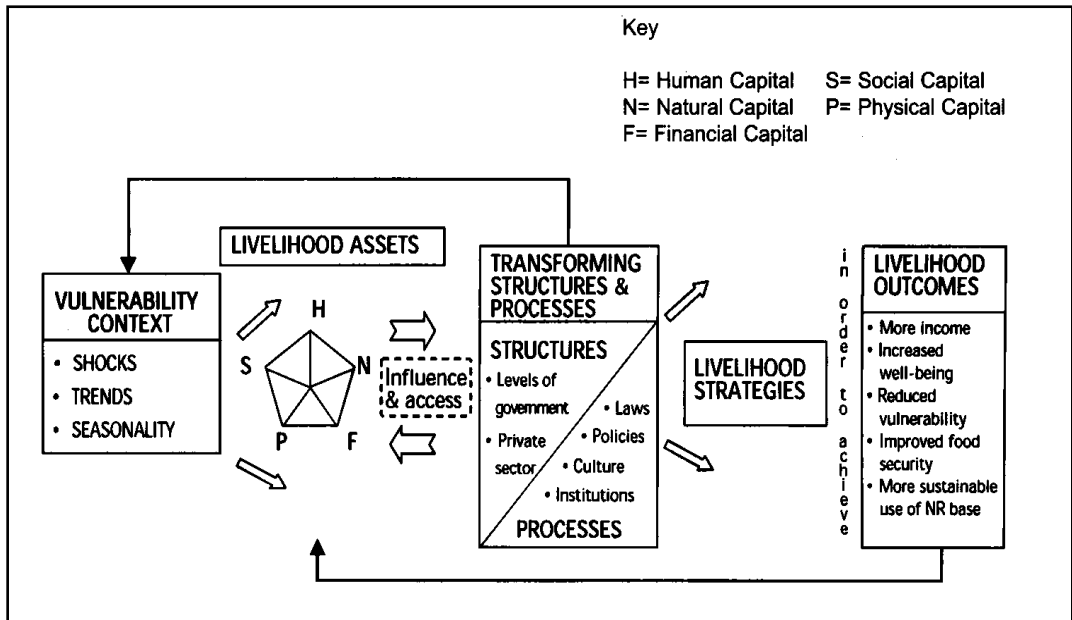 Key
H= Human Capital S= Social Capital
N= Natural Capital P= Physical Capital
F= Financial Capital
LIVELIHOOD ASSETS
VULNERABILITY
CONTEXT
• SHOCKS
• TRENDS
• SEASONALITY
H
S
N
P
F
Influence
& access
TRANSFORMING
STRUCTURES &
PROCESSES
STRUCTURES
• Levels of
government
• Private
sector
• Laws
• Policies
• Culture
• Institutions
PROCESSES
LIVELIHOOD
STRATEGIES
in order to achieve
LIVELIHOOD
OUTCOMES
• More income
• Increased
well-being
• Reduced
vulnerability
• Improved food
security
• More sustainable
use of NR base